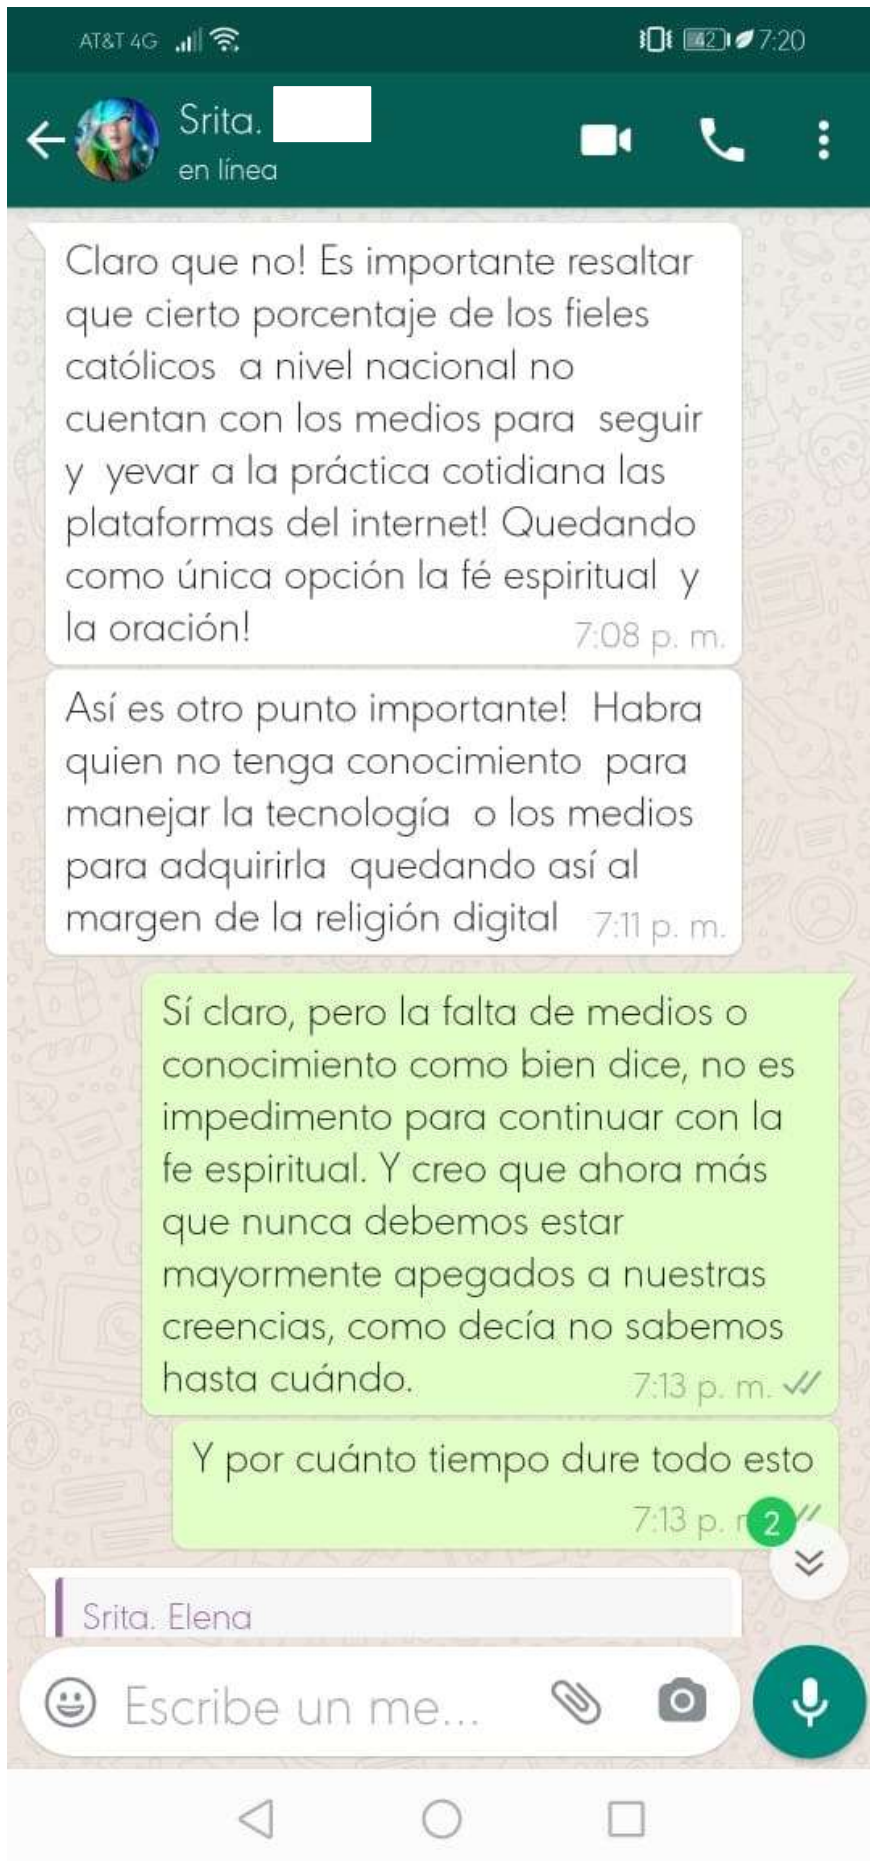 AT&T 4G 42 7:20
Srita.
en línea
Claro que no! Es importante resaltar
que cierto porcentaje de los fieles
católicos a nivel nacional no
cuentan con los medios para seguir
y yevar a la práctica cotidiana las
plataformas del internet! Quedando
como única opción la fé espiritual y
la oración!
7:08 p. m.
Así es otro punto importante! Habra
quien no tenga conocimiento para
manejar la tecnología o los medios
para adquirirla quedando así al
margen de la religión digital 7:11 p. m.
Sí claro, pero la falta de medios o
conocimiento como bien dice, no es
impedimento para continuar con la
fe espiritual. Y creo que ahora más
que nunca debemos estar
mayormente apegados a nuestras
creencias, como decía no sabemos
hasta cuándo.
7:13 p. m.
Y por cuánto tiempo dure todo esto
7:13 p.
2
Srita. Elena
Escribe un me...